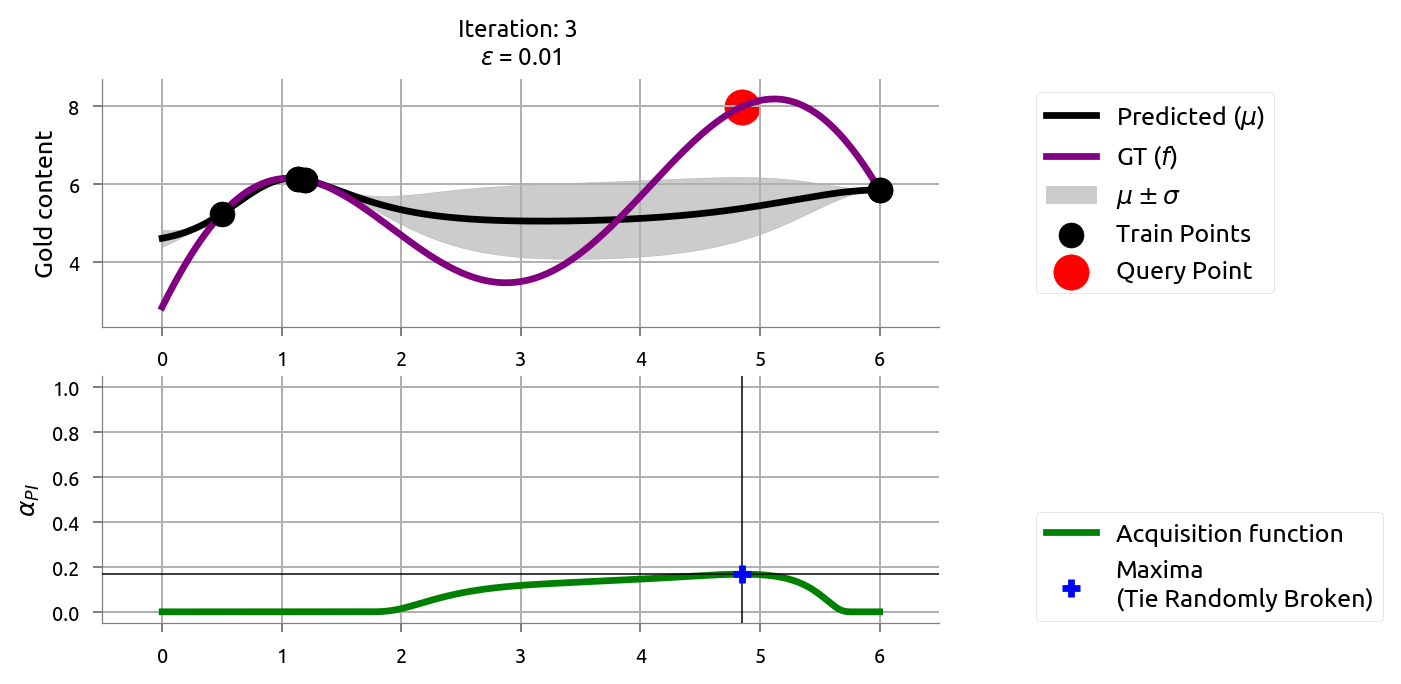 Iteration: 3
ε = 0.01
Gold content
8
6
4
0 1 2 3 4 5 6
Predicted (μ)
GT (f)
μ ± σ
Train Points
Query Point
α_PI
1.0
0.8
0.6
0.4
0.2
0.0
0 1 2 3 4 5 6
Acquisition function
Maxima
(Tie Randomly Broken)